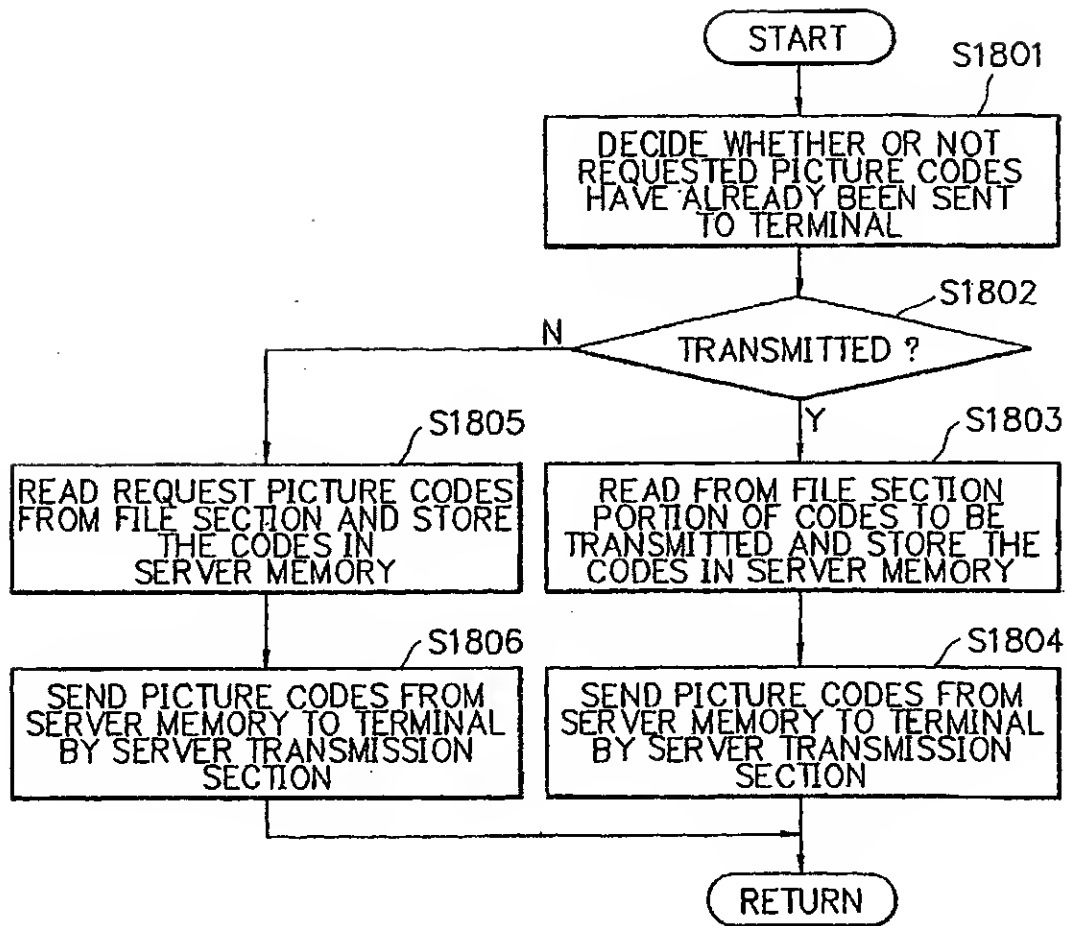 START
S1801
DECIDE WHETHER OR NOT
REQUESTED PICTURE CODES
HAVE ALREADY BEEN SENT
TO TERMINAL
S1802
N
TRANSMITTED ?
Y
S1805
READ REQUEST PICTURE CODES
FROM FILE SECTION AND STORE
THE CODES IN
SERVER MEMORY
S1803
READ FROM FILE SECTION
PORTION OF CODES TO BE
TRANSMITTED AND STORE THE
CODES IN SERVER MEMORY
S1806
SEND PICTURE CODES FROM
SERVER MEMORY TO TERMINAL
BY SERVER TRANSMISSION
SECTION
S1804
SEND PICTURE CODES FROM
SERVER MEMORY TO TERMINAL
BY SERVER TRANSMISSION
SECTION
RETURN